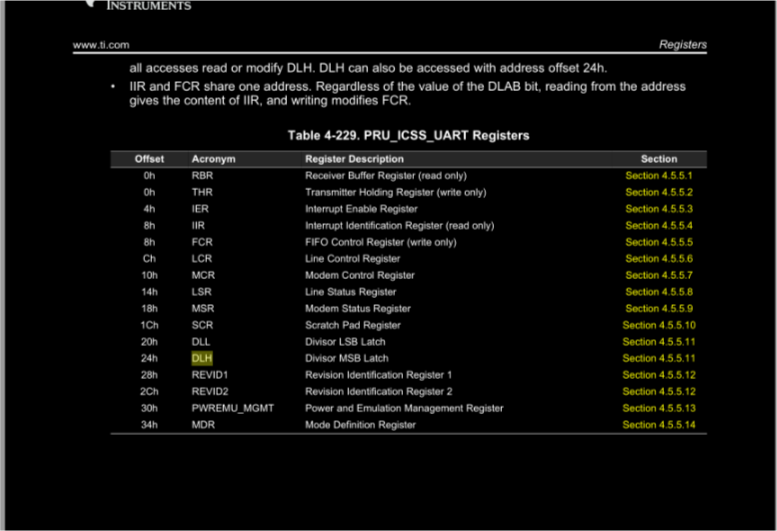 INSTRUMENTS
www.ti.com Registers
all accesses read or modify DLH. DLH can also be accessed with address offset 24h.
• IIR and FCR share one address. Regardless of the value of the DLAB bit, reading from the address
gives the content of IIR, and writing modifies FCR.
Table 4-229. PRU_ICSS_UART Registers
Offset Acronym Register Description Section
0h RBR Receiver Buffer Register (read only) Section 4.5.5.1
0h THR Transmitter Holding Register (write only) Section 4.5.5.2
4h IER Interrupt Enable Register Section 4.5.5.3
8h IIR Interrupt Identification Register (read only) Section 4.5.5.4
8h FCR FIFO Control Register (write only) Section 4.5.5.5
Ch LCR Line Control Register Section 4.5.5.6
10h MCR Modem Control Register Section 4.5.5.7
14h LSR Line Status Register Section 4.5.5.8
18h MSR Modem Status Register Section 4.5.5.9
1Ch SCR Scratch Pad Register Section 4.5.5.10
20h DLL Divisor LSB Latch Section 4.5.5.11
24h DLH Divisor MSB Latch Section 4.5.5.11
28h REVID1 Revision Identification Register 1 Section 4.5.5.12
2Ch REVID2 Revision Identification Register 2 Section 4.5.5.12
30h PWREMU_MGMT Power and Emulation Management Register Section 4.5.5.13
34h MDR Mode Definition Register Section 4.5.5.14